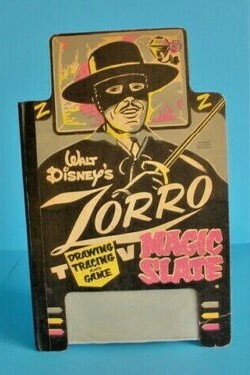 Z Z
WALT
DISNEY'S
ZORRO
TV MAGIC
DRAWING
TRACING
AND
GAME
SLATE